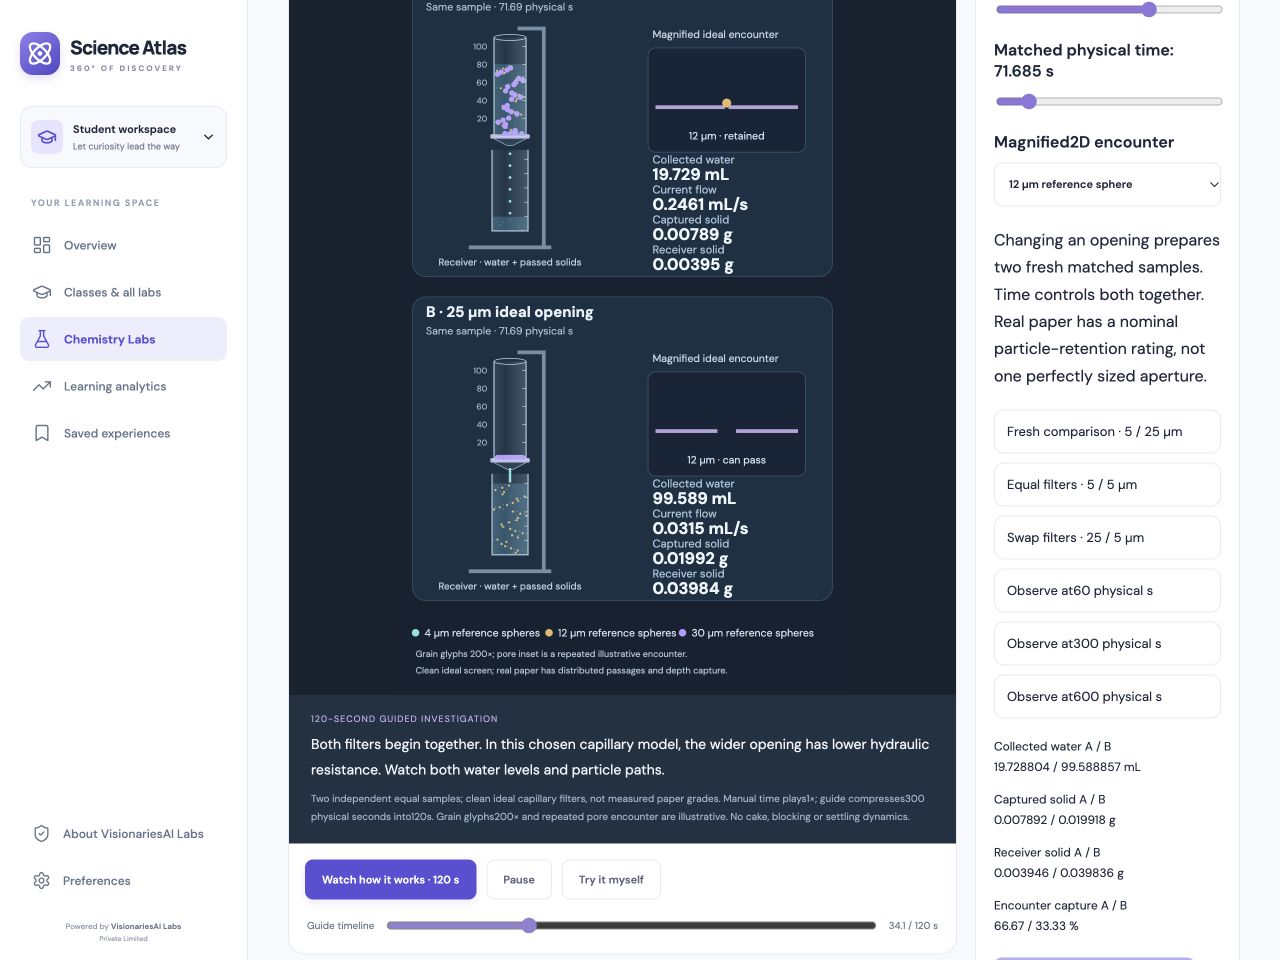 Science Atlas
360° OF DISCOVERY
Student workspace
Let curiosity lead the way
YOUR LEARNING SPACE
Overview
Classes & all labs
Chemistry Labs
Learning analytics
Saved experiences
About VisionariesAI Labs
Preferences
Powered by VisionariesAI Labs
Private Limited
Same sample · 71.69 physical s
100
80
60
40
20
Receiver · water + passed solids
Magnified ideal encounter
12 µm · retained
Collected water
19.729 mL
Current flow
0.2461 mL/s
Captured solid
0.00789 g
Receiver solid
0.00395 g
B · 25 µm ideal opening
Same sample · 71.69 physical s
100
80
60
40
20
Receiver · water + passed solids
Magnified ideal encounter
12 µm · can pass
Collected water
99.589 mL
Current flow
0.0315 mL/s
Captured solid
0.01992 g
Receiver solid
0.03984 g
4 µm reference spheres 12 µm reference spheres 30 µm reference spheres
Grain glyphs 200×; pore inset is a repeated illustrative encounter.
Clean ideal screen; real paper has distributed passages and depth capture.
120-SECOND GUIDED INVESTIGATION
Both filters begin together. In this chosen capillary model, the wider opening has lower hydraulic
resistance. Watch both water levels and particle paths.
Two independent equal samples; clean ideal capillary filters, not measured paper grades. Manual time plays1×; guide compresses300
physical seconds into120s. Grain glyphs200× and repeated pore encounter are illustrative. No cake, blocking or settling dynamics.
Watch how it works · 120 s
Pause
Try it myself
Guide timeline
34.1 / 120 s
Matched physical time:
71.685 s
Magnified2D encounter
12 µm reference sphere
Changing an opening prepares
two fresh matched samples.
Time controls both together.
Real paper has a nominal
particle-retention rating, not
one perfectly sized aperture.
Fresh comparison · 5 / 25 µm
Equal filters · 5 / 5 µm
Swap filters · 25 / 5 µm
Observe at60 physical s
Observe at300 physical s
Observe at600 physical s
Collected water A / B
19.728804 / 99.588857 mL
Captured solid A / B
0.007892 / 0.019918 g
Receiver solid A / B
0.003946 / 0.039836 g
Encounter capture A / B
66.67 / 33.33 %